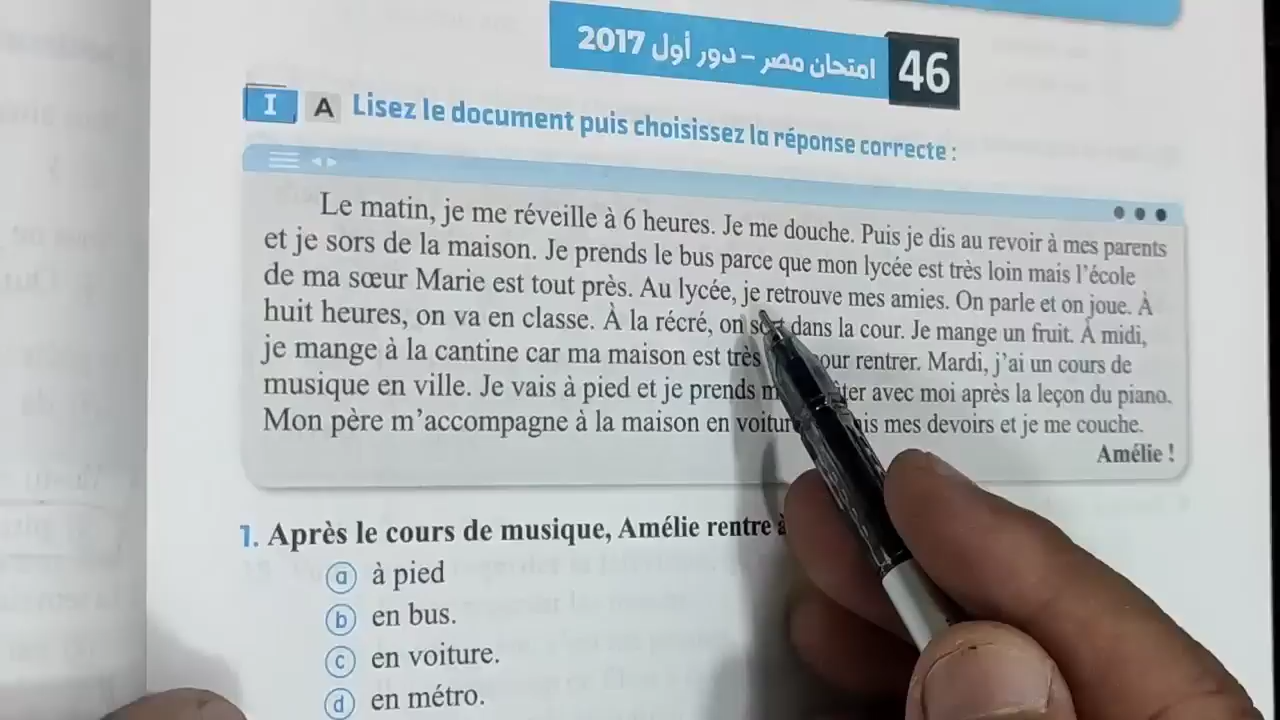 امتحان مصر – دور أول 2017
46
I A Lisez le document puis choisissez la réponse correcte :
Le matin, je me réveille à 6 heures. Je me douche. Puis je dis au revoir à mes parents
et je sors de la maison. Je prends le bus parce que mon lycée est très loin mais l'école
de ma sœur Marie est tout près. Au lycée, je retrouve mes amies. On parle et on joue. À
huit heures, on va en classe. À la récré, on sort dans la cour. Je mange un fruit. À midi,
je mange à la cantine car ma maison est très pour rentrer. Mardi, j'ai un cours de
musique en ville. Je vais à pied et je prends avec moi après la leçon du piano.
Mon père m'accompagne à la maison en voiture mes devoirs et je me couche.
Amélie !
1. Après le cours de musique, Amélie rentre à
a à pied
b en bus.
c en voiture.
d en métro.